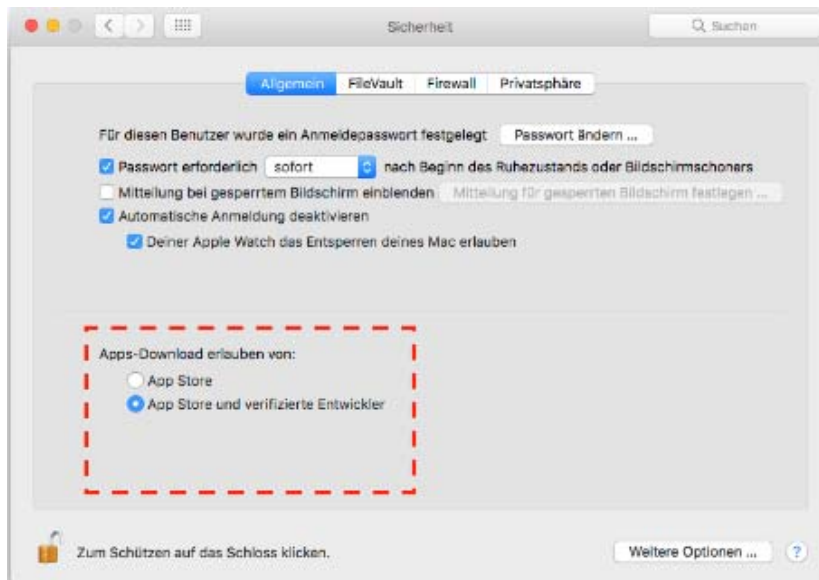 Sicherheit
Suchen
Allgemein FileVault Firewall Privatsphäre
Für diesen Benutzer wurde ein Anmeldepasswort festgelegt Passwort ändern ...
Passwort erforderlich sofort nach Beginn des Ruhezustands oder Bildschirmschoners
Mitteilung bei gesperrtem Bildschirm einblenden Mitteilung für gesperrten Bildschirm festlegen ...
Automatische Anmeldung deaktivieren
Deiner Apple Watch das Entsperren deines Mac erlauben
Apps-Download erlauben von:
App Store
App Store und verifizierte Entwickler
Zum Schützen auf das Schloss klicken.
Weitere Optionen ... ?